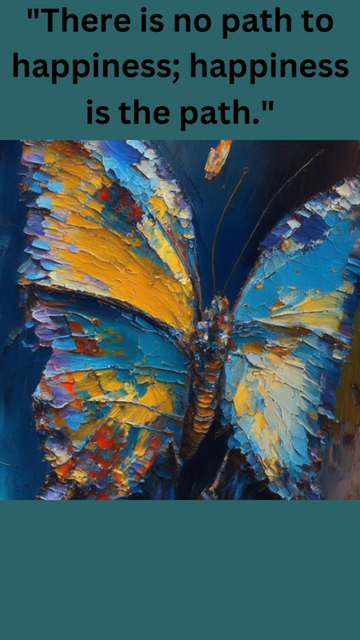 "There is no path to
happiness; happiness
is the path."